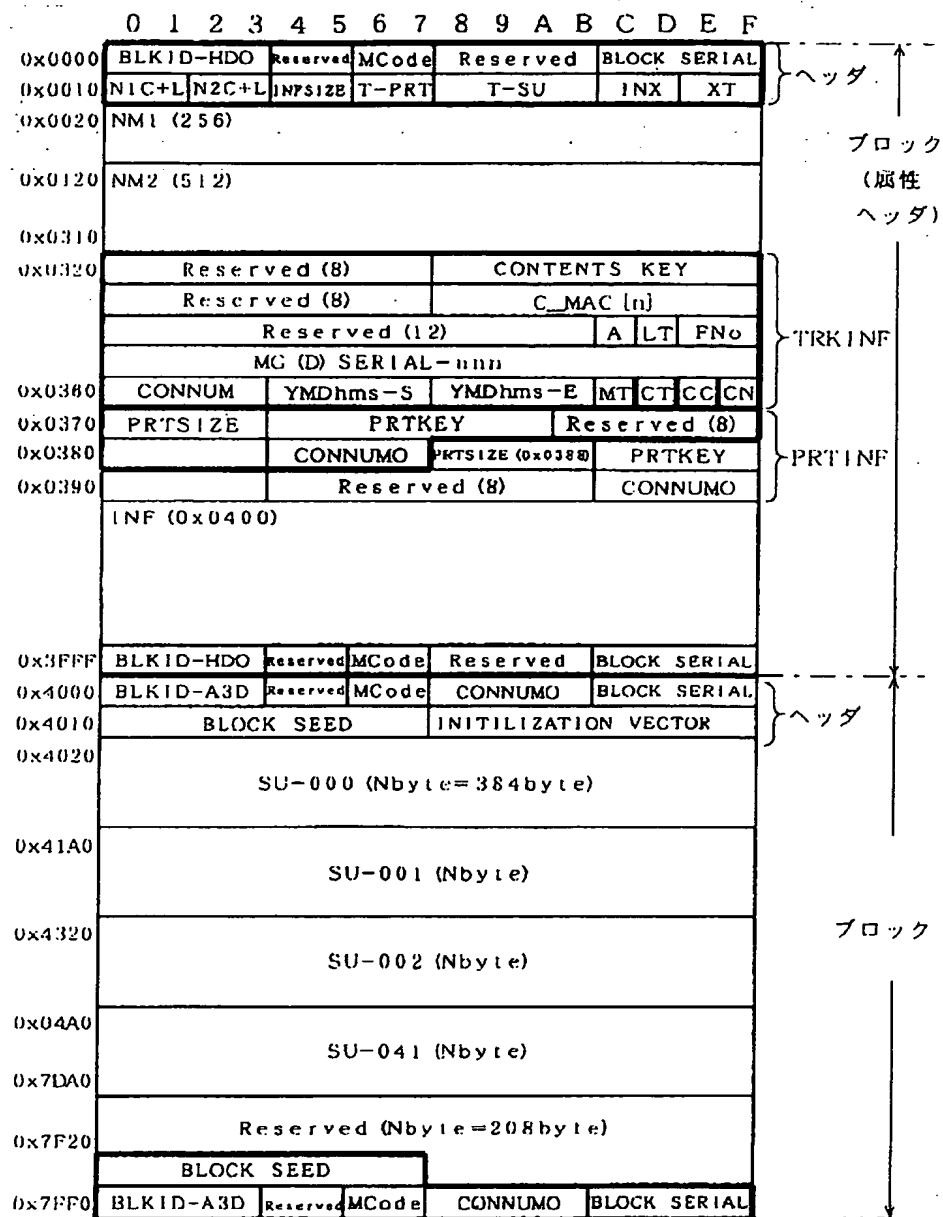 0 1 2 3 4 5 6 7 8 9 A B C D E F
0x0000 BLKID-HDO Reserved MCode Reserved BLOCK SERIAL
ヘッダ
0x0010 N1C+L N2C+L INFSIZE T-PRT T-SU INX XT
0x0020 NM1 (256)
ブロック
(属性
ヘッダ)
0x0120 NM2 (512)
0x0310
0x0320 Reserved (8) CONTENTS KEY
Reserved (8) C_MAC [n]
Reserved (12) A LT FNo
TRKINF
MG (D) SERIAL-nnn
0x0360 CONNUM YMDhms-S YMDhms-E MT CT CC CN
0x0370 PRTSIZE PRTKEY Reserved (8)
0x0380 CONNUMO PRTSIZE (0x0388) PRTKEY
PRTINF
0x0390 Reserved (8) CONNUMO
INF (0x0400)
0x3FFF BLKID-HDO Reserved MCode Reserved BLOCK SERIAL
0x4000 BLKID-A3D Reserved MCode CONNUMO BLOCK SERIAL
ヘッダ
0x4010 BLOCK SEED INITILIZATION VECTOR
0x4020
SU-000 (Nbyte=384byte)
0x41A0
SU-001 (Nbyte)
0x4320
SU-002 (Nbyte)
ブロック
0x04A0
SU-041 (Nbyte)
0x7DA0
Reserved (Nbyte=208byte)
0x7F20
BLOCK SEED
0x7FF0 BLKID-A3D Reserved MCode CONNUMO BLOCK SERIAL